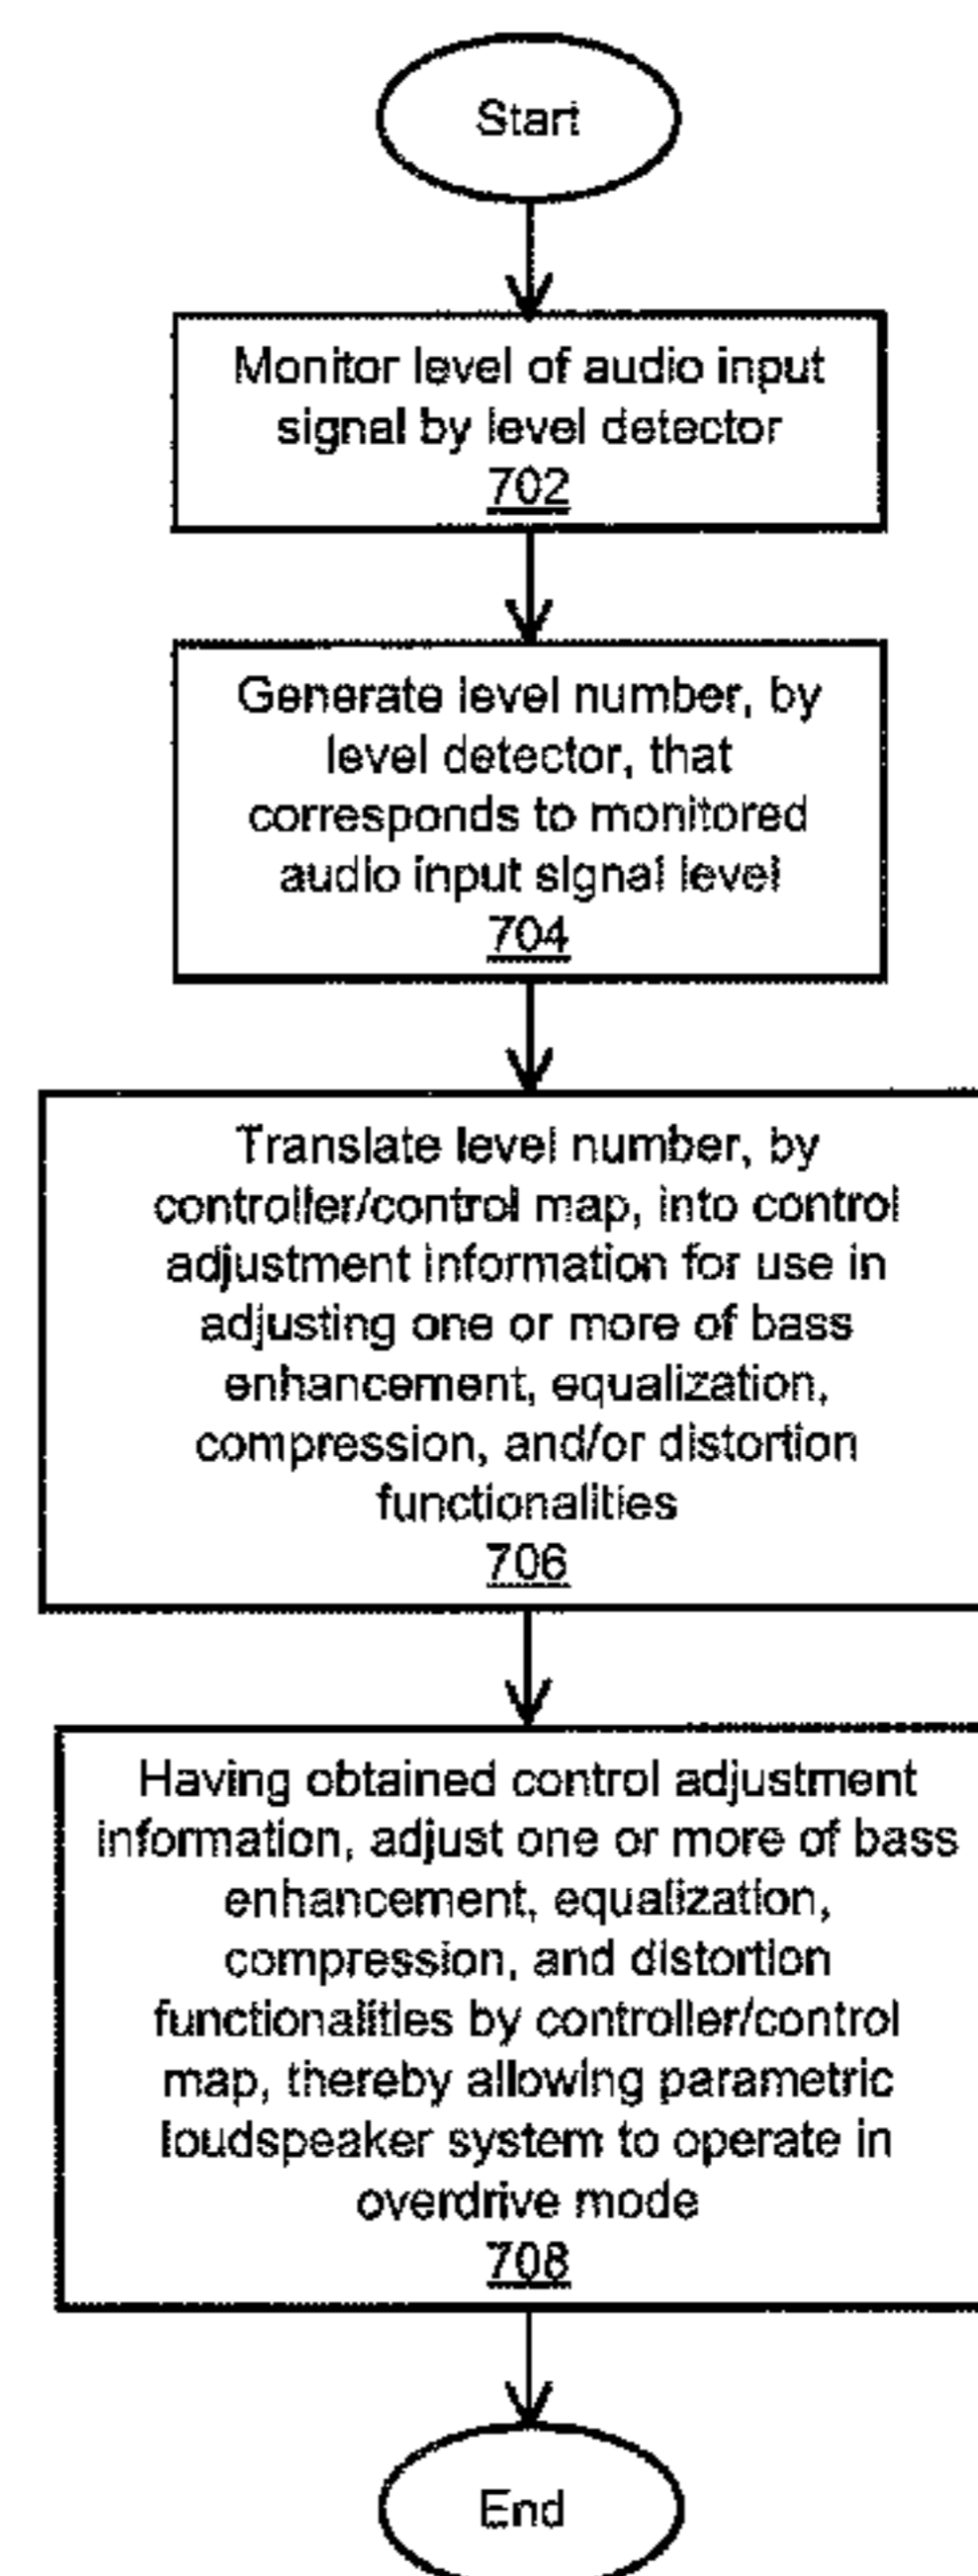 Start
Monitor level of audio input
signal by level detector
702
Generate level number, by
level detector, that
corresponds to monitored
audio input signal level
704
Translate level number, by
controller/control map, into control
adjustment information for use in
adjusting one or more of bass
enhancement, equalization,
compression, and/or distortion
functionalities
706
Having obtained control adjustment
information, adjust one or more of bass
enhancement, equalization,
compression, and distortion
functionalities by controller/control
map, thereby allowing parametric
loudspeaker system to operate in
overdrive mode
708
End